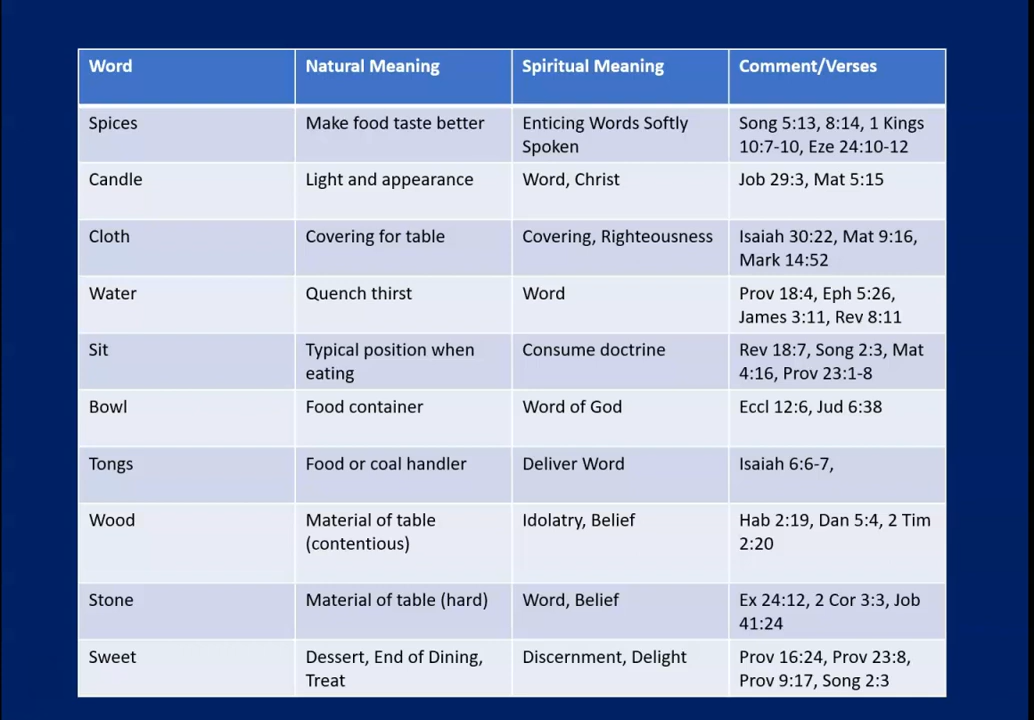 Word Natural Meaning Spiritual Meaning Comment/Verses
Spices Make food taste better Enticing Words Softly Song 5:13, 8:14, 1 Kings
Spoken 10:7-10, Eze 24:10-12
Candle Light and appearance Word, Christ Job 29:3, Mat 5:15
Cloth Covering for table Covering, Righteousness Isaiah 30:22, Mat 9:16,
Mark 14:52
Water Quench thirst Word Prov 18:4, Eph 5:26,
James 3:11, Rev 8:11
Sit Typical position when Consume doctrine Rev 18:7, Song 2:3, Mat
eating 4:16, Prov 23:1-8
Bowl Food container Word of God Eccl 12:6, Jud 6:38
Tongs Food or coal handler Deliver Word Isaiah 6:6-7,
Wood Material of table Idolatry, Belief Hab 2:19, Dan 5:4, 2 Tim
(contentious) 2:20
Stone Material of table (hard) Word, Belief Ex 24:12, 2 Cor 3:3, Job
41:24
Sweet Dessert, End of Dining, Discernment, Delight Prov 16:24, Prov 23:8,
Treat Prov 9:17, Song 2:3